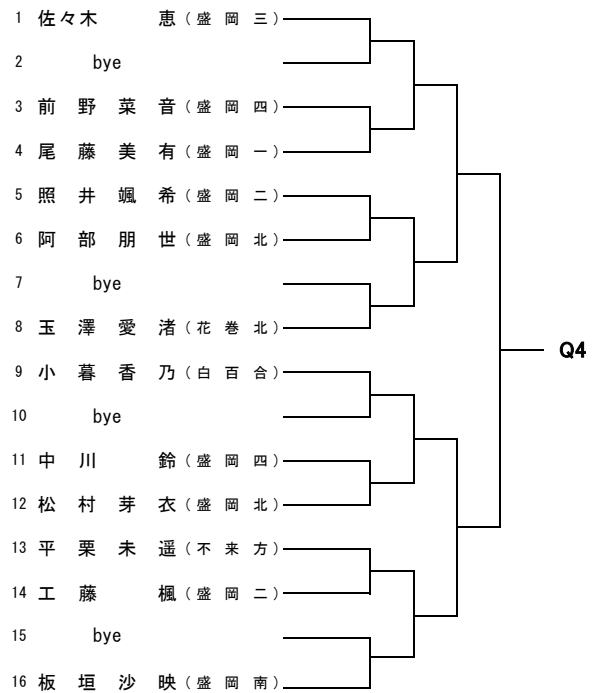 1 佐々木 恵（盛岡三）
2 bye
3 前野菜音（盛岡四）
4 尾藤美有（盛岡一）
5 照井颯希（盛岡二）
6 阿部朋世（盛岡北）
7 bye
8 玉澤愛渚（花巻北）
Q4
9 小暮香乃（白百合）
10 bye
11 中川 鈴（盛岡四）
12 松村芽衣（盛岡北）
13 平栗未遥（不来方）
14 工藤 楓（盛岡二）
15 bye
16 板垣沙映（盛岡南）